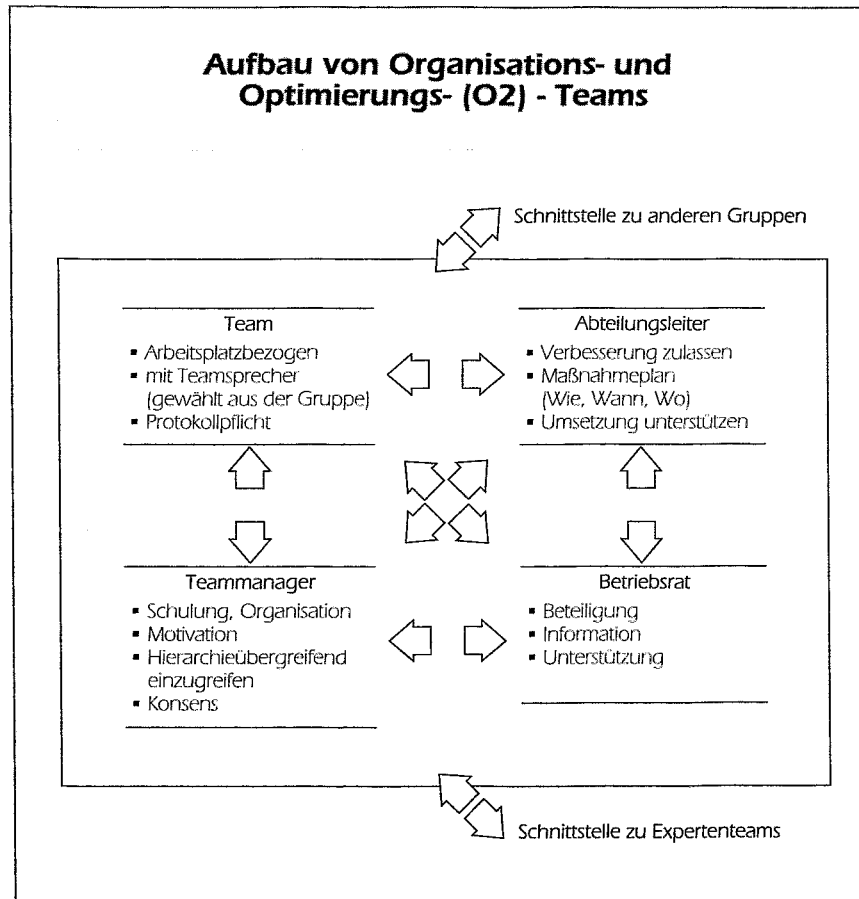 Aufbau von Organisations- und
Optimierungs- (O2) - Teams
Schnittstelle zu anderen Gruppen
Team
▪ Arbeitsplatzbezogen
▪ mit Teamsprecher
(gewählt aus der Gruppe)
▪ Protokollpflicht
Abteilungsleiter
▪ Verbesserung zulassen
▪ Maßnahmeplan
(Wie, Wann, Wo)
▪ Umsetzung unterstützen
Teammanager
▪ Schulung, Organisation
▪ Motivation
▪ Hierarchieübergreifend
einzugreifen
▪ Konsens
Betriebsrat
▪ Beteiligung
▪ Information
▪ Unterstützung
Schnittstelle zu Expertenteams